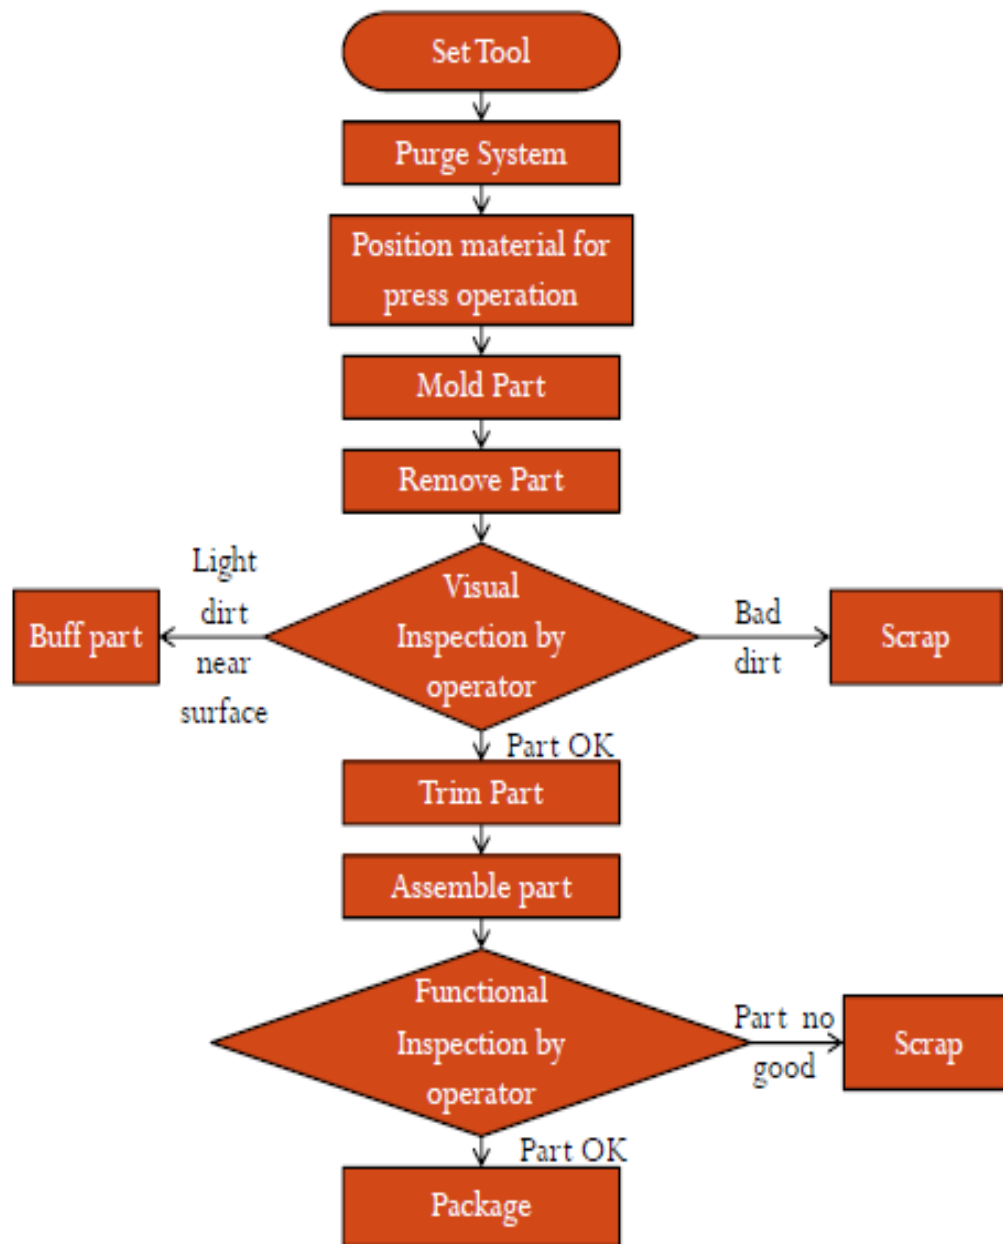 Set Tool
Purge System
Position material for
press operation
Mold Part
Remove Part
Light
dirt
near
surface
Buff part
Visual
Inspection by
operator
Bad
dirt
Scrap
Part OK
Trim Part
Assemble part
Functional
Inspection by
operator
Part no
good
Scrap
Part OK
Package